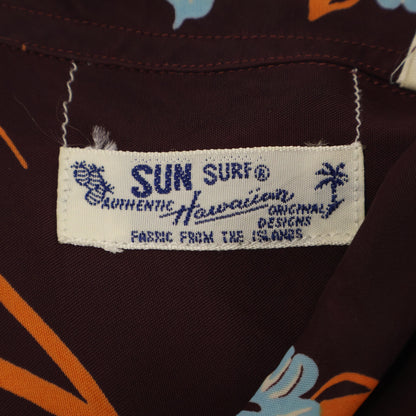 SUN SURF®
AUTHENTIC Hawaiian ORIGINAL DESIGNS
FABRIC FROM THE ISLANDS